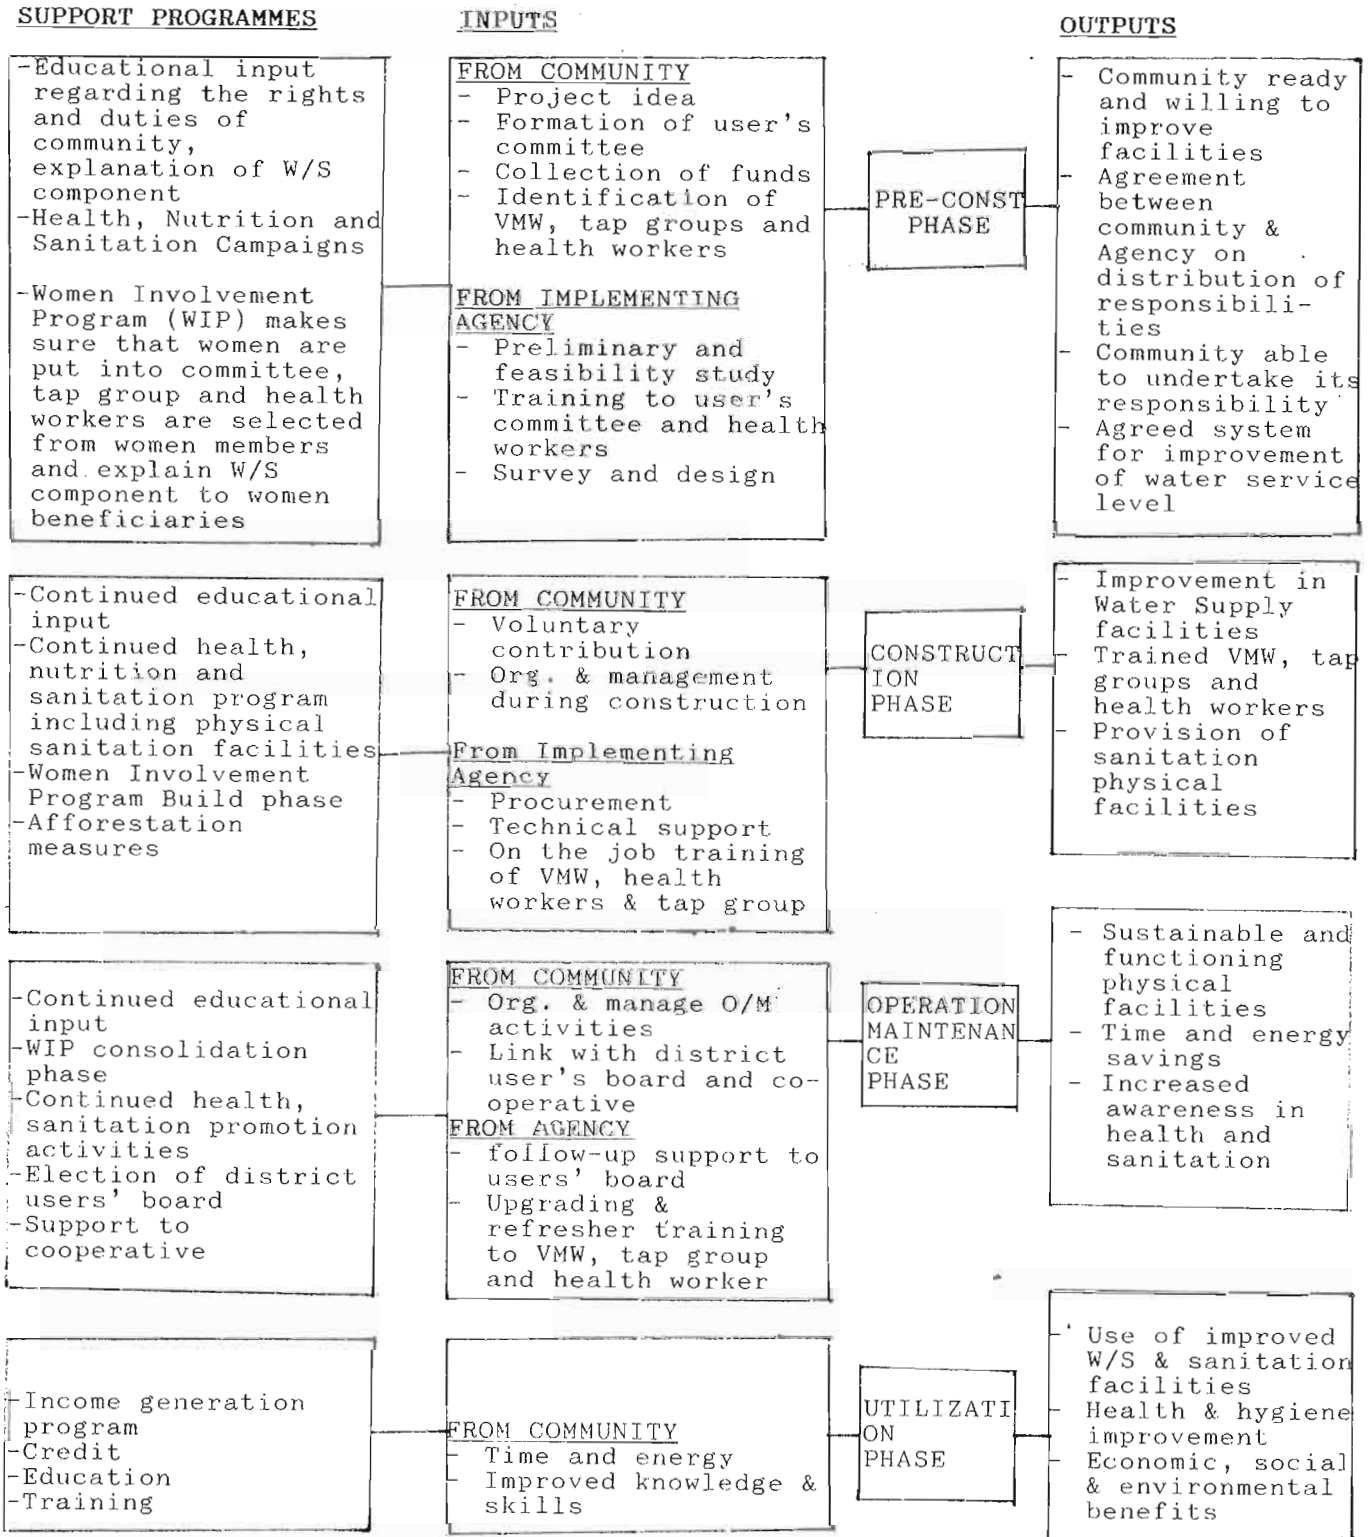 SUPPORT PROGRAMMES
INPUTS
OUTPUTS
-Educational input
regarding the rights
and duties of
community,
explanation of W/S
component
-Health, Nutrition and
Sanitation Campaigns
-Women Involvement
Program (WIP) makes
sure that women are
put into committee,
tap group and health
workers are selected
from women members
and explain W/S
component to women
beneficiaries
FROM COMMUNITY
- Project idea
- Formation of user's
committee
- Collection of funds
- Identification of
VMW, tap groups and
health workers
FROM IMPLEMENTING
AGENCY
- Preliminary and
feasibility study
- Training to user's
committee and health
workers
- Survey and design
PRE-CONST
PHASE
- Community ready
and willing to
improve
facilities
- Agreement
between
community &
Agency on
distribution of
responsibili-
ties
- Community able
to undertake its
responsibility
- Agreed system
for improvement
of water service
level
-Continued educational
input
-Continued health,
nutrition and
sanitation program
including physical
sanitation facilities
-Women Involvement
Program Build phase
-Afforestation
measures
FROM COMMUNITY
- Voluntary
contribution
- Org. & management
during construction
From Implementing
Agency
- Procurement
- Technical support
- On the job training
of VMW, health
workers & tap group
CONSTRUCT
ION
PHASE
- Improvement in
Water Supply
facilities
- Trained VMW, tap
groups and
health workers
- Provision of
sanitation
physical
facilities
-Continued educational
input
-WIP consolidation
phase
-Continued health,
sanitation promotion
activities
-Election of district
users' board
-Support to
cooperative
FROM COMMUNITY
- Org. & manage O/M
activities
- Link with district
user's board and co-
operative
FROM AGENCY
- follow-up support to
users' board
- Upgrading &
refresher training
to VMW, tap group
and health worker
OPERATION
MAINTENAN
CE
PHASE
- Sustainable and
functioning
physical
facilities
- Time and energy
savings
- Increased
awareness in
health and
sanitation
-Income generation
program
-Credit
-Education
-Training
FROM COMMUNITY
- Time and energy
- Improved knowledge &
skills
UTILIZATI
ON
PHASE
- Use of improved
W/S & sanitation
facilities
- Health & hygiene
improvement
- Economic, social
& environmental
benefits